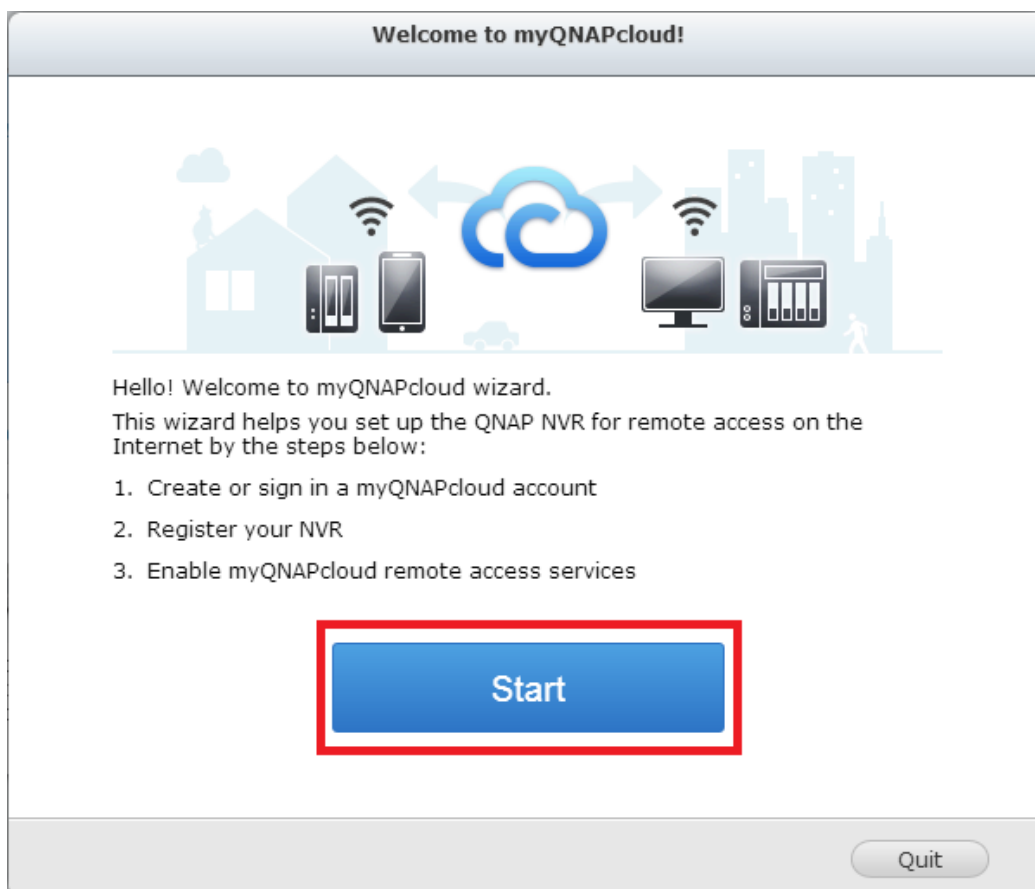 Welcome to myQNAPcloud!
Hello! Welcome to myQNAPcloud wizard.
This wizard helps you set up the QNAP NVR for remote access on the
Internet by the steps below:
1. Create or sign in a myQNAPcloud account
2. Register your NVR
3. Enable myQNAPcloud remote access services
Start
Quit